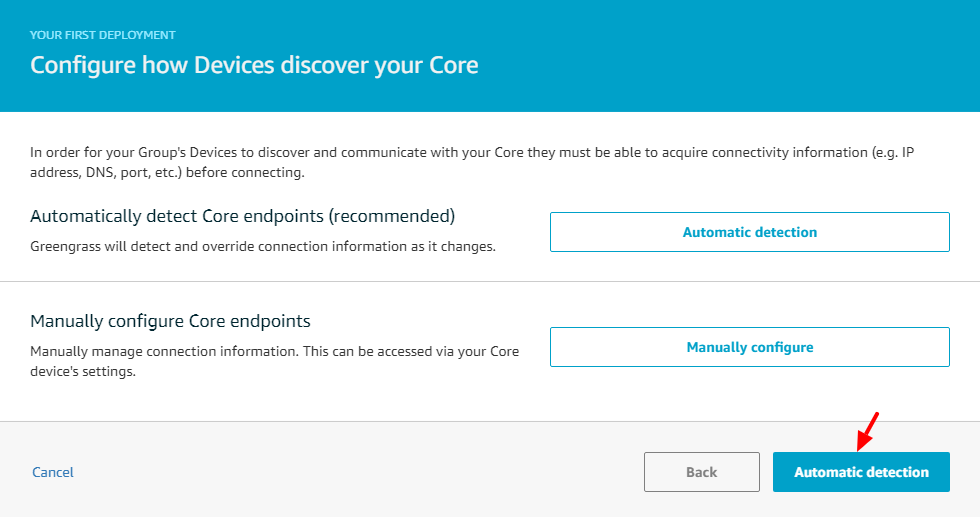 YOUR FIRST DEPLOYMENT
Configure how Devices discover your Core
In order for your Group's Devices to discover and communicate with your Core they must be able to acquire connectivity information (e.g. IP
address, DNS, port, etc.) before connecting.
Automatically detect Core endpoints (recommended)
Greengrass will detect and override connection information as it changes.
Automatic detection
Manually configure Core endpoints
Manually manage connection information. This can be accessed via your Core
device's settings.
Manually configure
Cancel
Back
Automatic detection